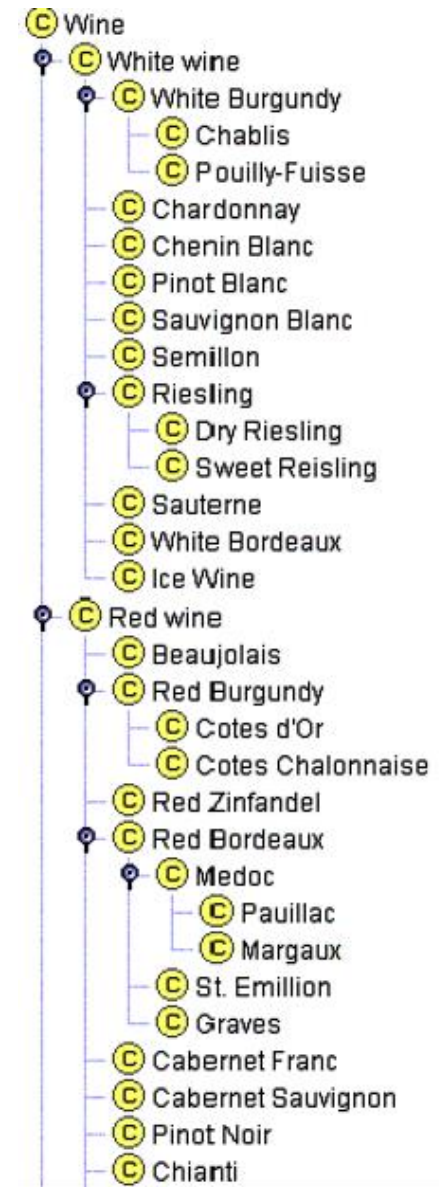 C Wine
C White wine
C White Burgundy
C Chablis
C Pouilly-Fuisse
C Chardonnay
C Chenin Blanc
C Pinot Blanc
C Sauvignon Blanc
C Semillon
C Riesling
C Dry Riesling
C Sweet Reisling
C Sauterne
C White Bordeaux
C Ice Wine
C Red wine
C Beaujolais
C Red Burgundy
C Cotes d'Or
C Cotes Chalonnaise
C Red Zinfandel
C Red Bordeaux
C Medoc
C Pauillac
C Margaux
C St. Emillion
C Graves
C Cabernet Franc
C Cabernet Sauvignon
C Pinot Noir
C Chianti